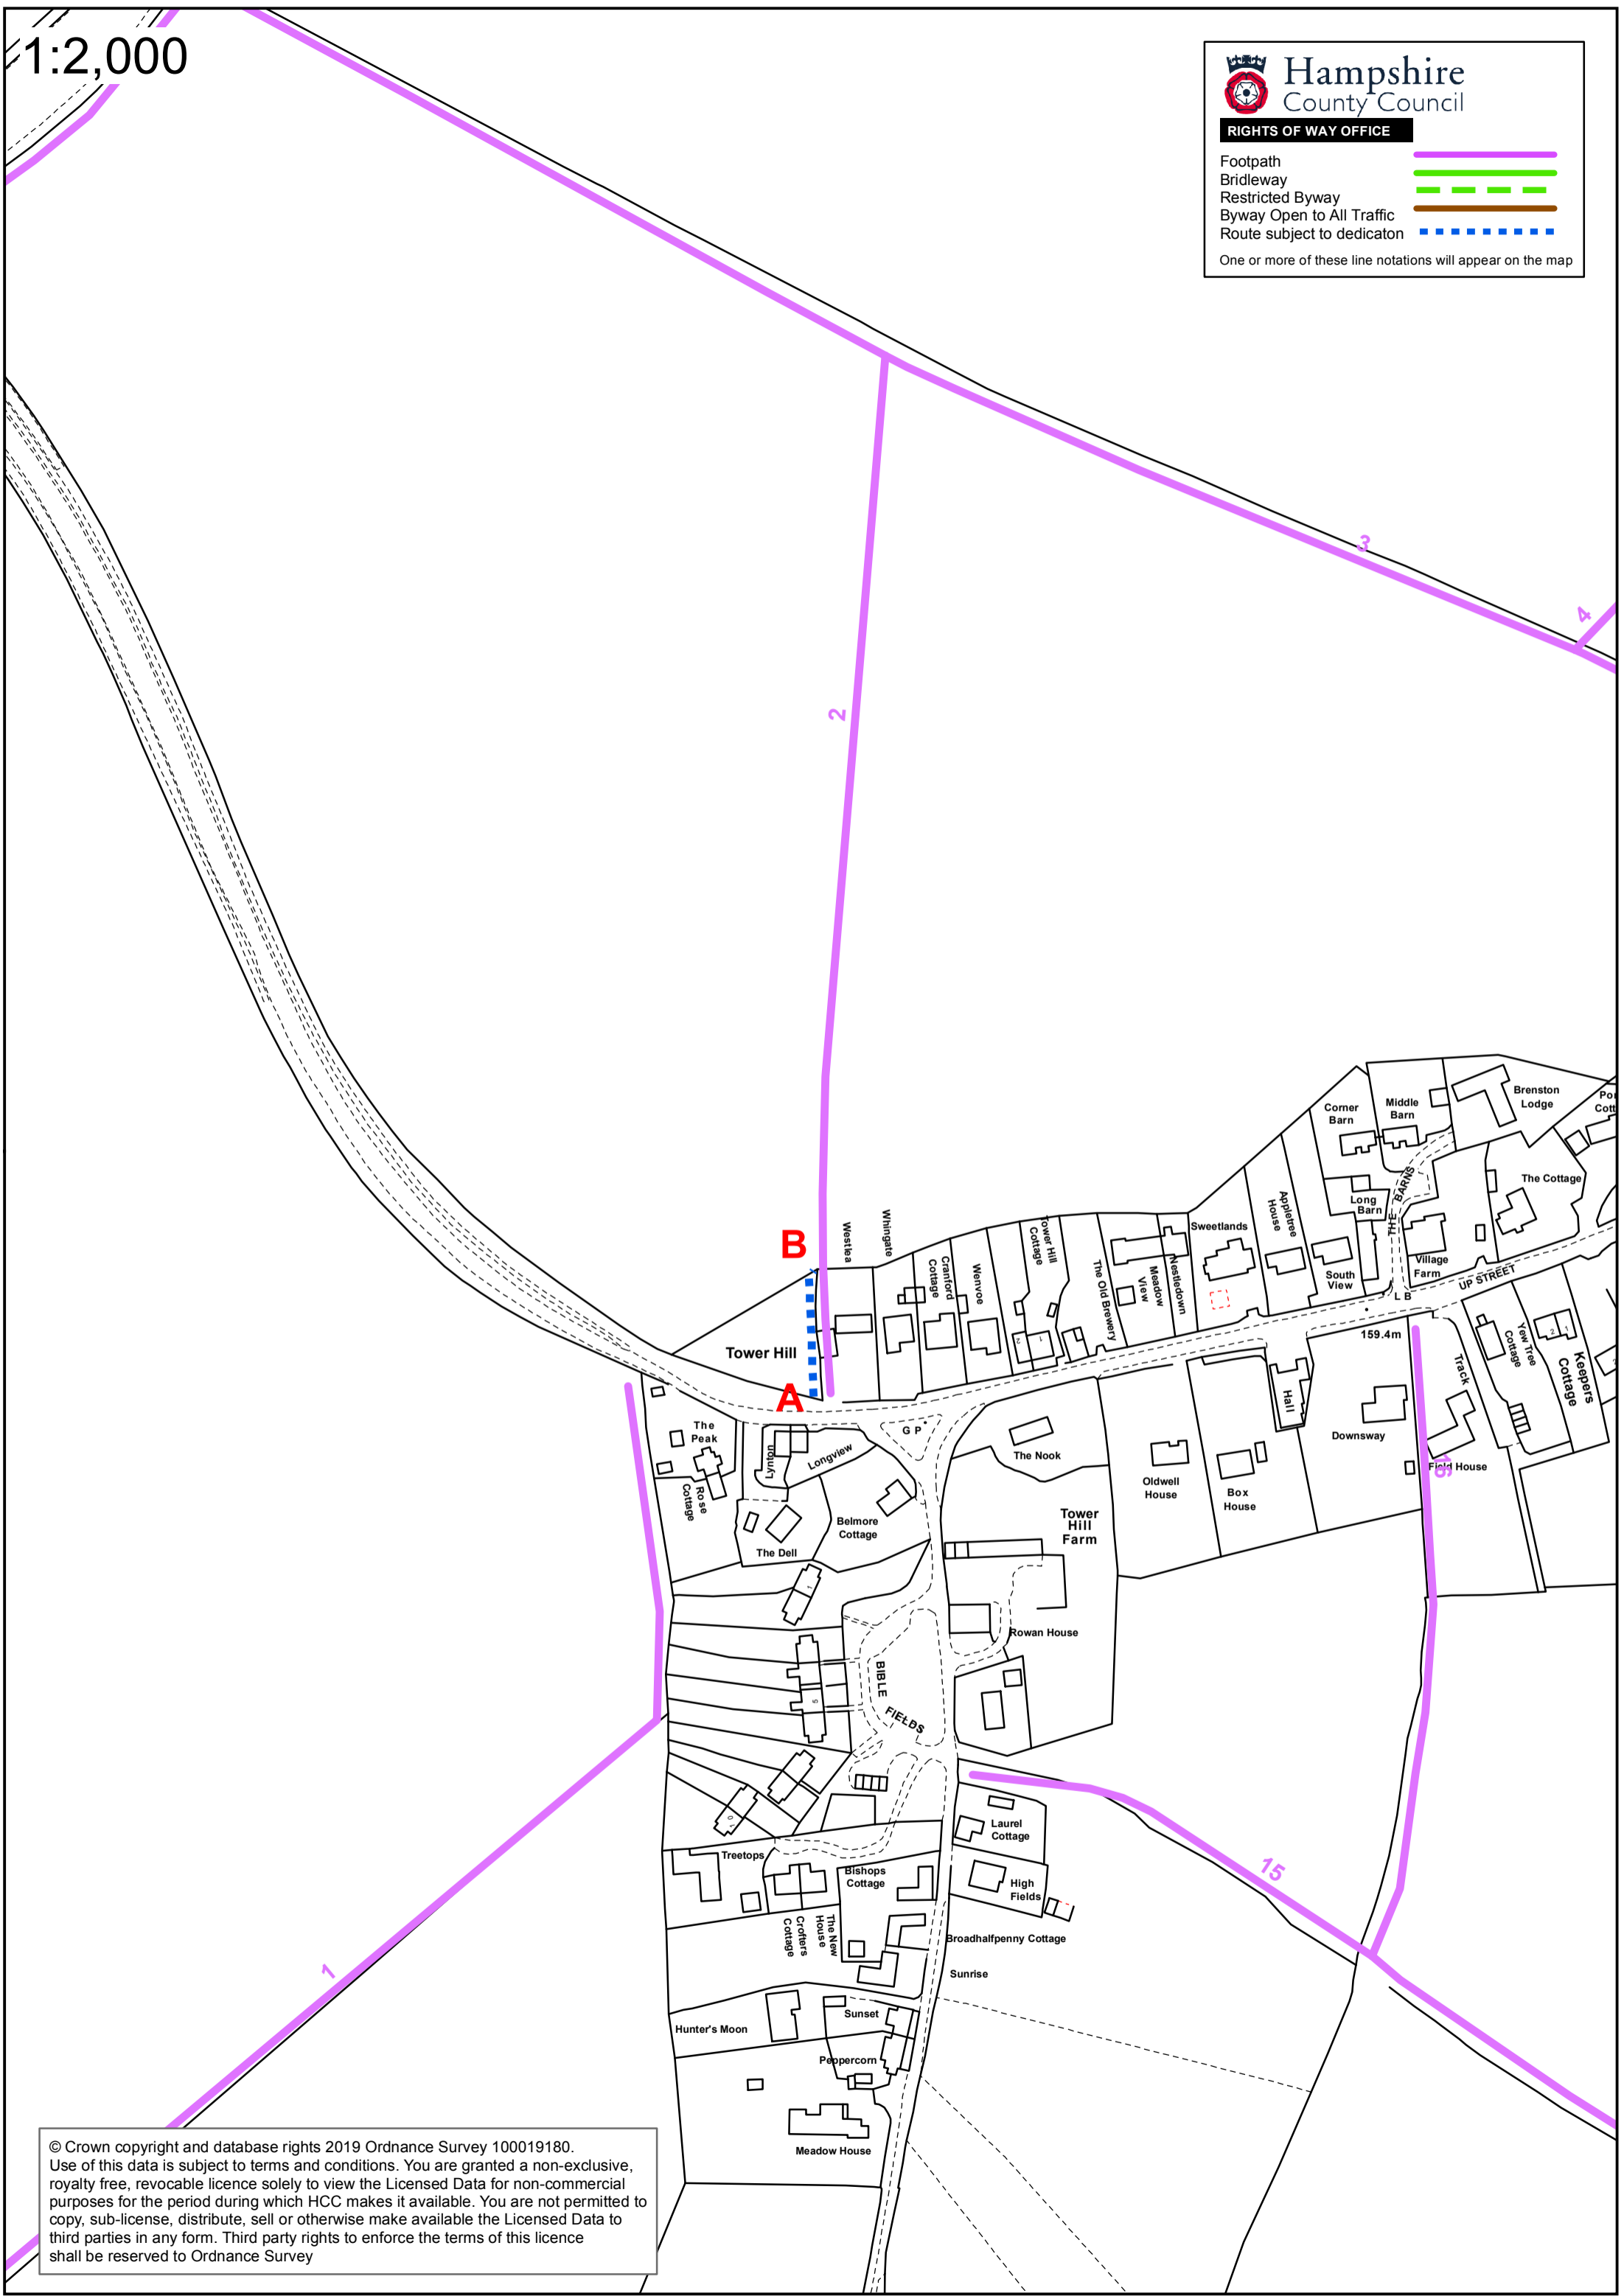 1:2,000
Hampshire
County Council
RIGHTS OF WAY OFFICE
Footpath
Bridleway
Restricted Byway
Byway Open to All Traffic
Route subject to dedicaton
One or more of these line notations will appear on the map
3
4
2
Brenston
Lodge
Middle
Barn
Corner
Barn
Por
Cott
The Cottage
THE BARNS
Long
Barn
Appletree
House
Sweetlands
Tower Hill
Cottage
Whingate
Westlea
B
Cranford
Cottage
Wenvoe
The Old Brewery
Meadow
View
Nestledown
South
View
Village
Farm
UP STREET
L B
159.4m
2
1
Tower Hill
A
Yew Tree
Cottage
2
1
Keepers
Cottage
Track
Hall
Downsway
Field House
16
The
Peak
Lynton
Longview
G P
The Nook
Oldwell
House
Box
House
Rose
Cottage
Belmore
Cottage
The Dell
Tower
Hill
Farm
1
Rowan House
BIBLE
FIELDS
5
10
Laurel
Cottage
15
Treetops
Bishops
Cottage
High
Fields
Crofters
Cottage
The New
House
Broadhalfpenny Cottage
Sunrise
1
Sunset
Hunter's Moon
Peppercorn
Meadow House
© Crown copyright and database rights 2019 Ordnance Survey 100019180.
Use of this data is subject to terms and conditions. You are granted a non-exclusive,
royalty free, revocable licence solely to view the Licensed Data for non-commercial
purposes for the period during which HCC makes it available. You are not permitted to
copy, sub-license, distribute, sell or otherwise make available the Licensed Data to
third parties in any form. Third party rights to enforce the terms of this licence
shall be reserved to Ordnance Survey